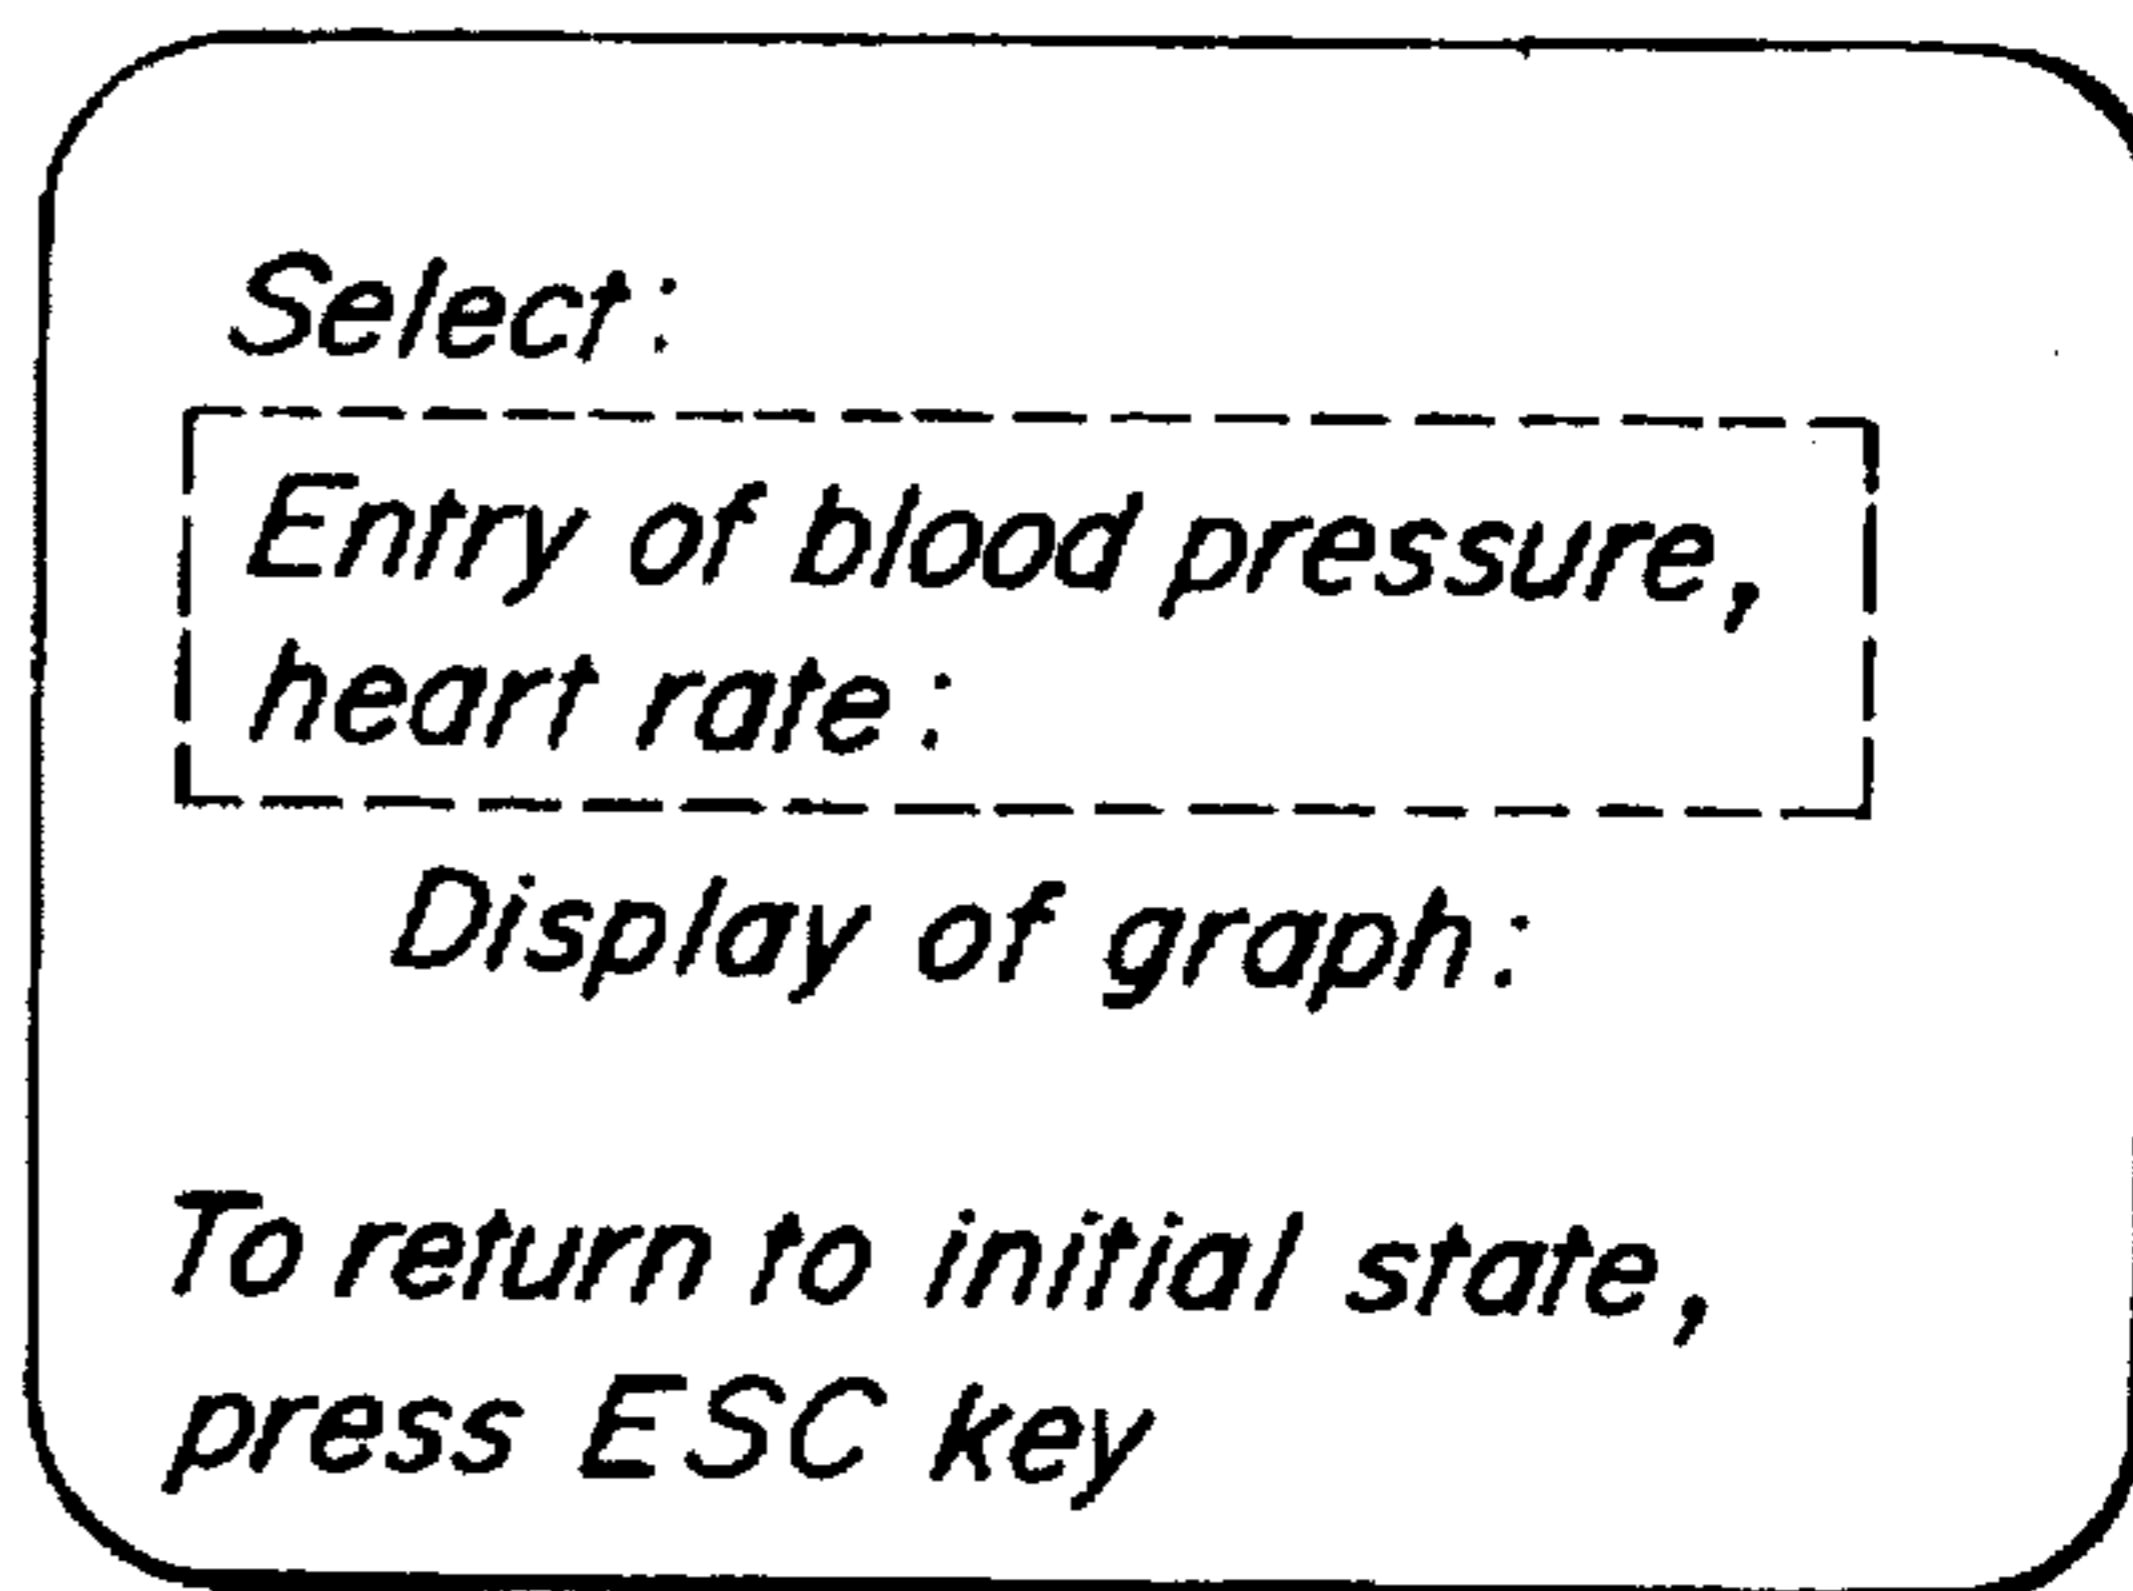 Select:
Entry of blood pressure,
heart rate:
Display of graph:
To return to initial state,
press ESC key